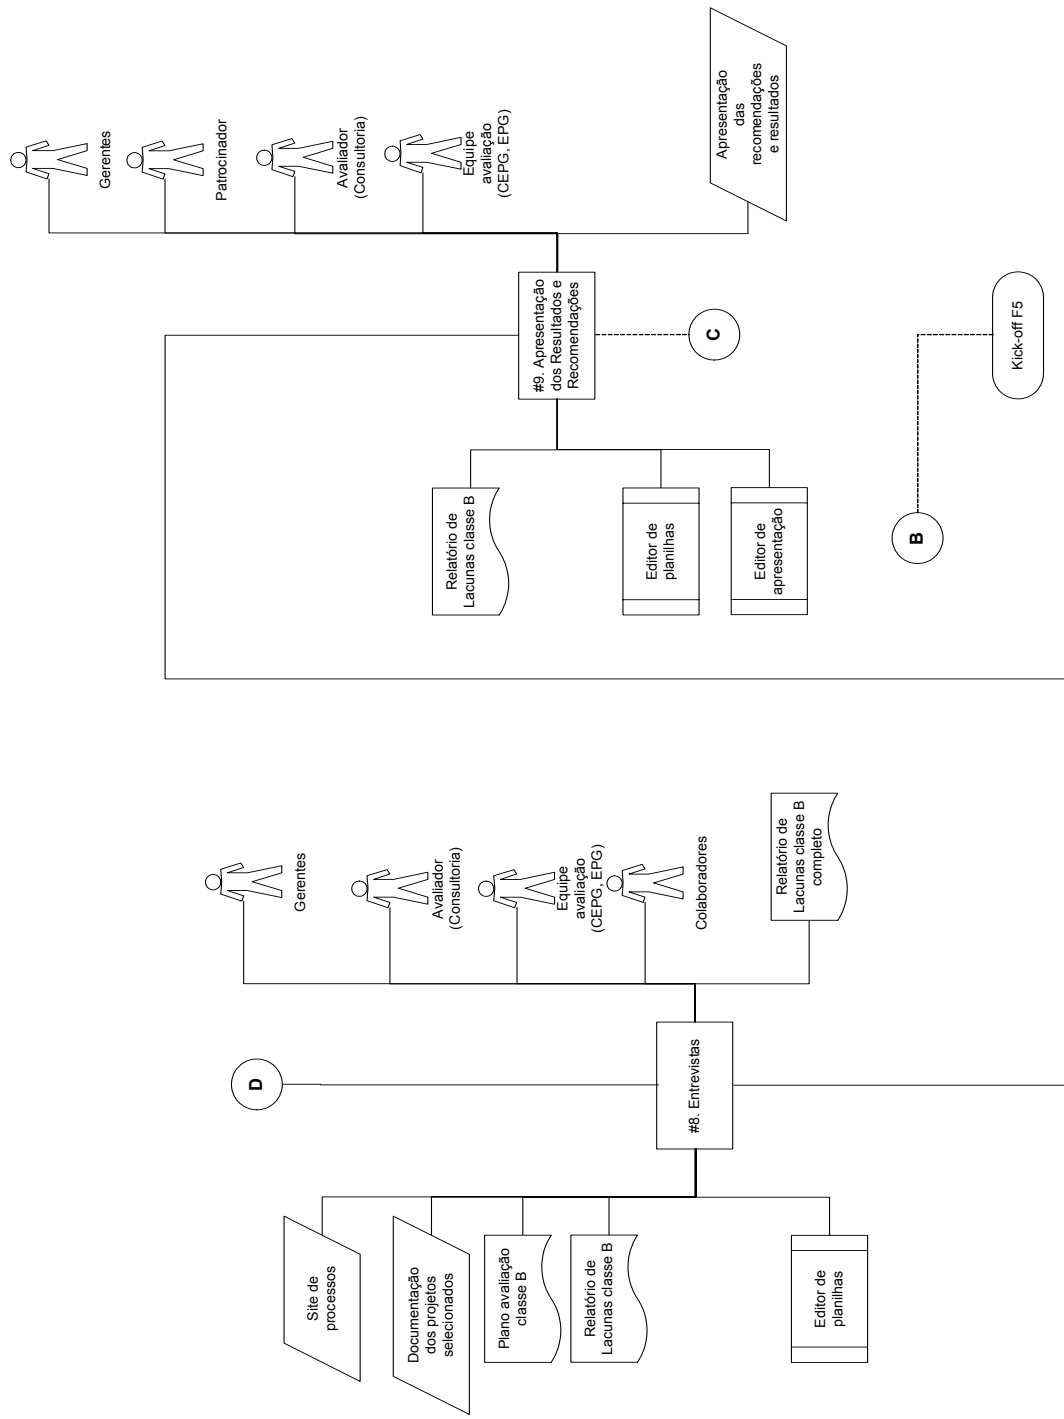 D
Site de
processos
Documentação
dos projetos
selecionados
Plano avaliação
classe B
Relatório de
Lacunas classe B
Editor de
planilhas
#8. Entrevistas
Gerentes
Avaliador
(Consultoria)
Equipe
avaliação
(CEPG, EPG)
Colaboradores
Relatório de
Lacunas classe B
completo
Relatório de
Lacunas classe B
Editor de
planilhas
Editor de
apresentação
#9. Apresentação
dos Resultados e
Recomendações
Gerentes
Patrocinador
Avaliador
(Consultoria)
Equipe
avaliação
(CEPG, EPG)
Apresentação
das
recomendações
e resultados
C
B
Kick-off F5